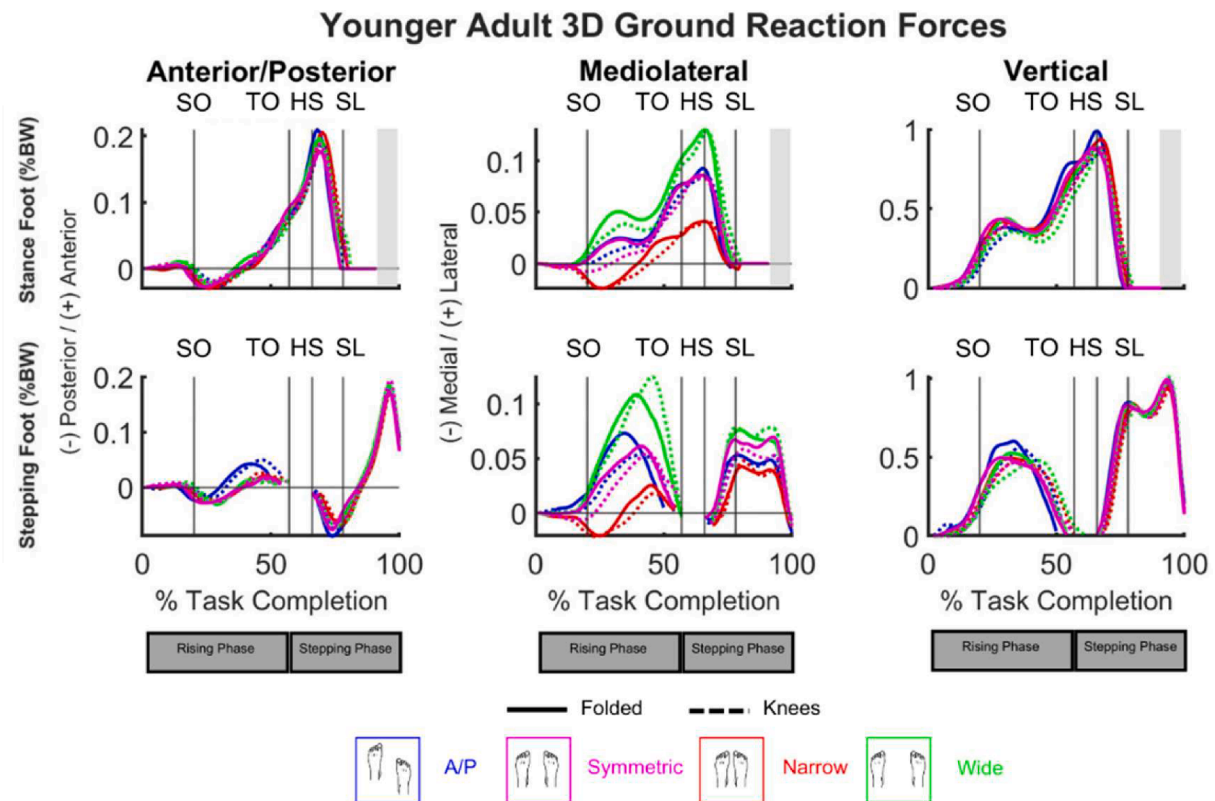 Younger Adult 3D Ground Reaction Forces
Anterior/Posterior
Mediolateral
Vertical
SO TO HS SL
SO TO HS SL
SO TO HS SL
Stance Foot (%BW)
(-) Posterior / (+) Anterior
(-) Medial / (+) Lateral
0.2
0.1
0
0.1
0.05
0
1
0.5
0
SO TO HS SL
SO TO HS SL
SO TO HS SL
Stepping Foot (%BW)
0.2
0.1
0
0.1
0.05
0
1
0.5
0
0 50 100
0 50 100
0 50 100
% Task Completion
% Task Completion
% Task Completion
Rising Phase Stepping Phase
Rising Phase Stepping Phase
Rising Phase Stepping Phase
Folded Knees
A/P Symmetric Narrow Wide